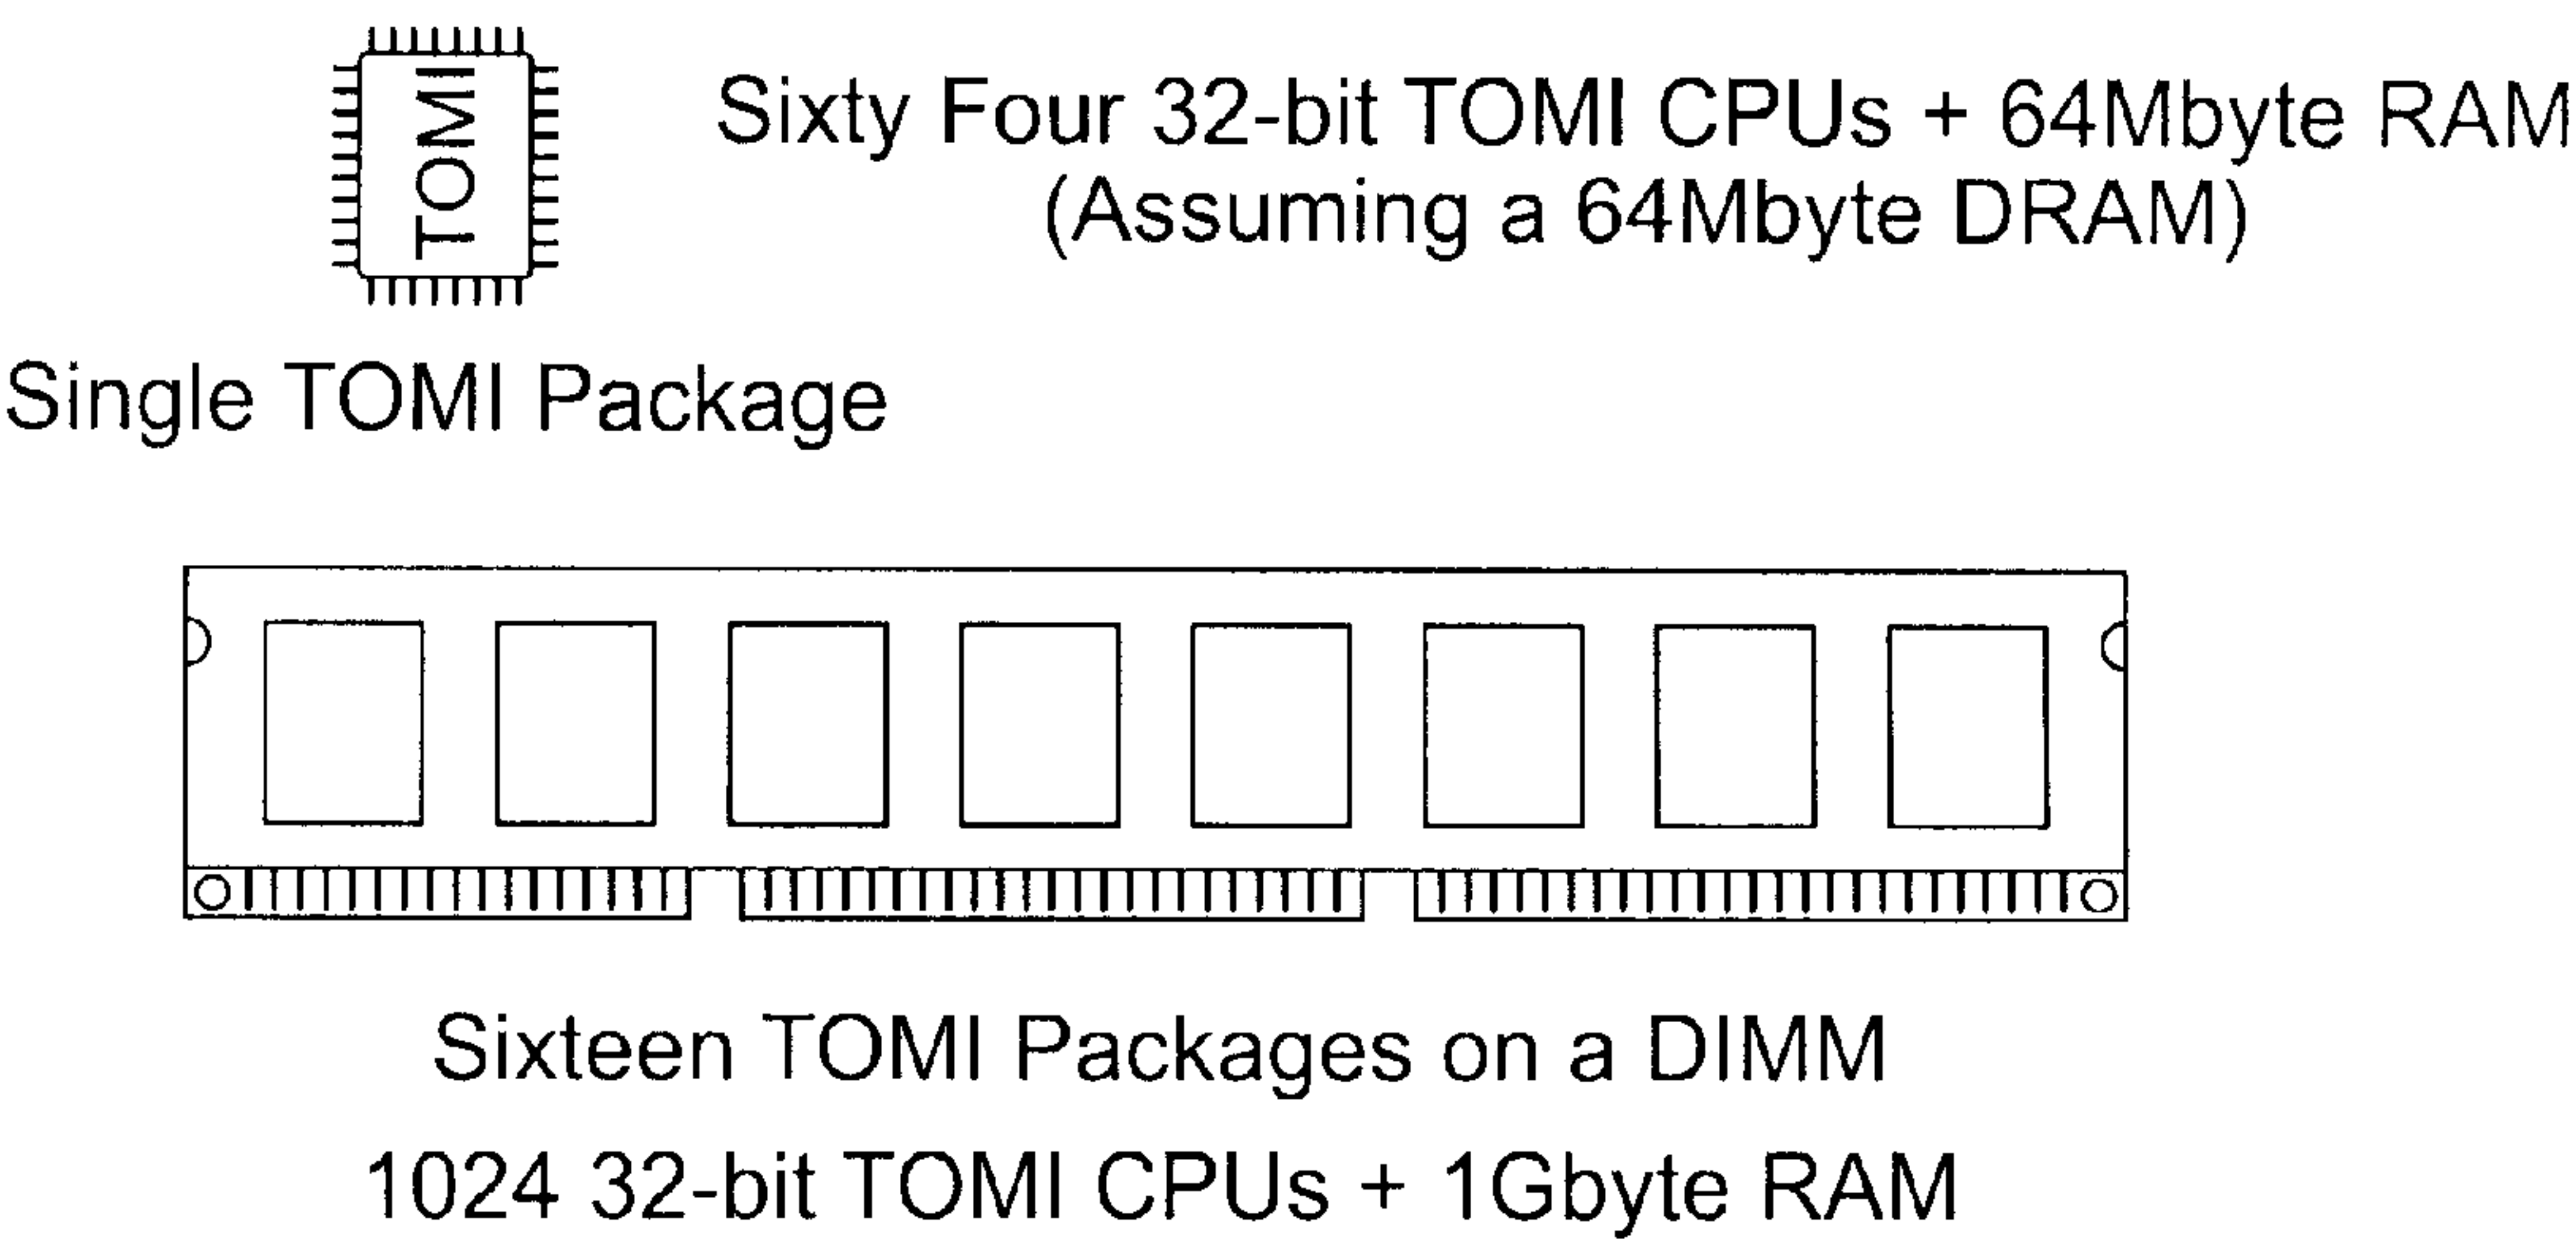 TOMI
Sixty Four 32-bit TOMI CPUs + 64Mbyte RAM
(Assuming a 64Mbyte DRAM)
Single TOMI Package
Sixteen TOMI Packages on a DIMM
1024 32-bit TOMI CPUs + 1Gbyte RAM